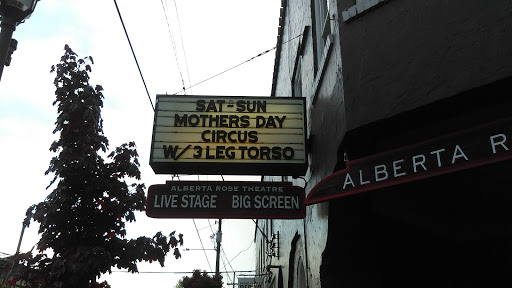 SAT-SUN
MOTHERS DAY
CIRCUS
W/3 LEG TORSO
ALBERTA ROSE THEATRE
LIVE STAGE BIG SCREEN
ALBERTA R